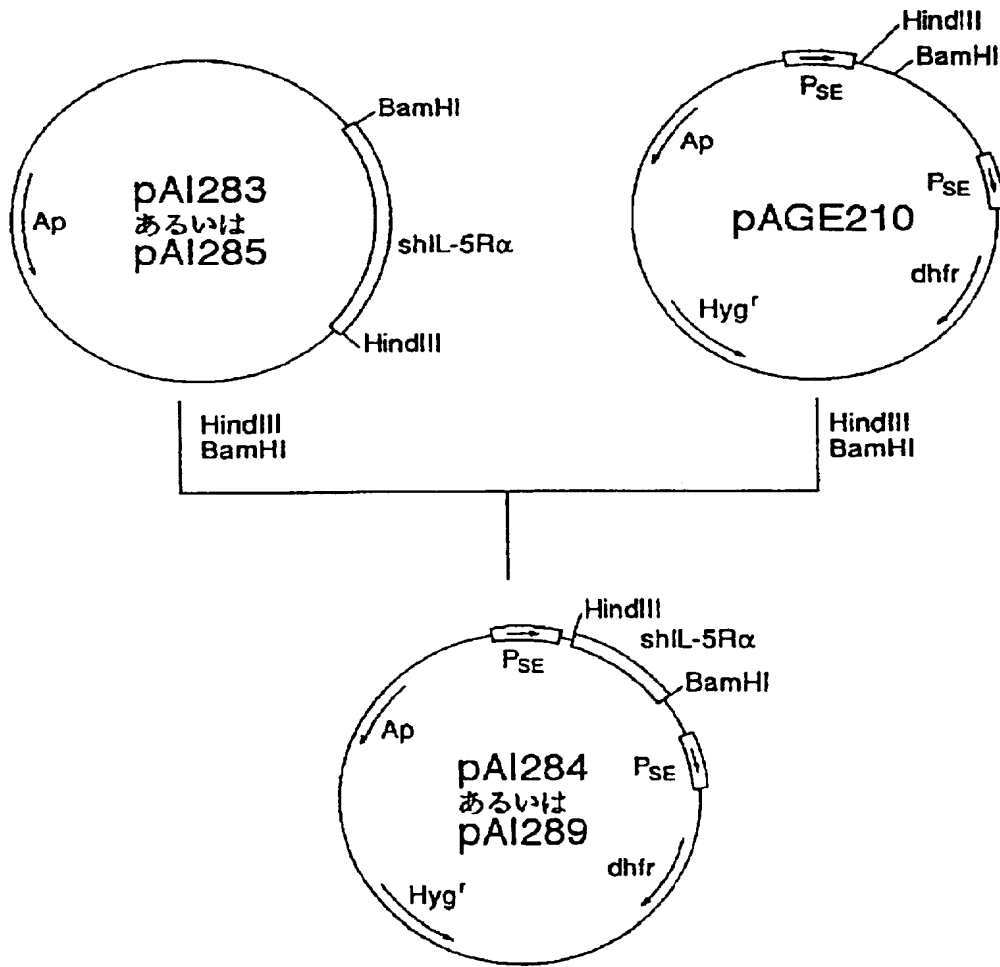 BamHI
Ap
pAI283
あるいは
pAI285
shIL-5Rα
HindIII
HindIII
BamHI
PSE
Ap
PSE
pAGE210
dhfr
Hygʳ
HindIII
BamHI
HindIII
BamHI
HindIII
shIL-5Rα
PSE
BamHI
Ap
PSE
pAI284
あるいは
pAI289
dhfr
Hygʳ